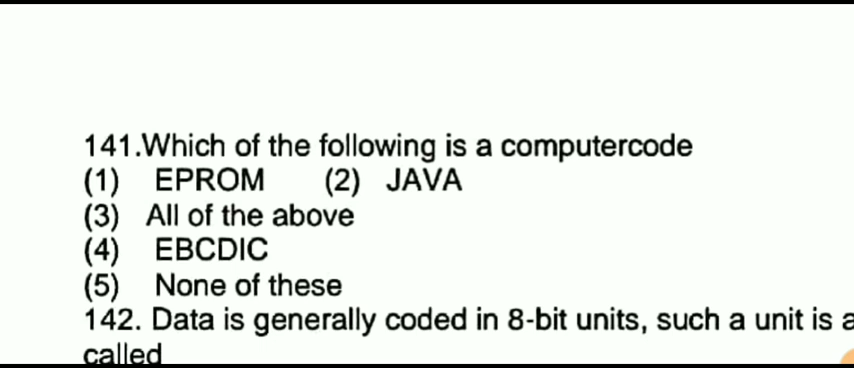 141.Which of the following is a computercode
(1) EPROM (2) JAVA
(3) All of the above
(4) EBCDIC
(5) None of these
142. Data is generally coded in 8-bit units, such a unit is a
called